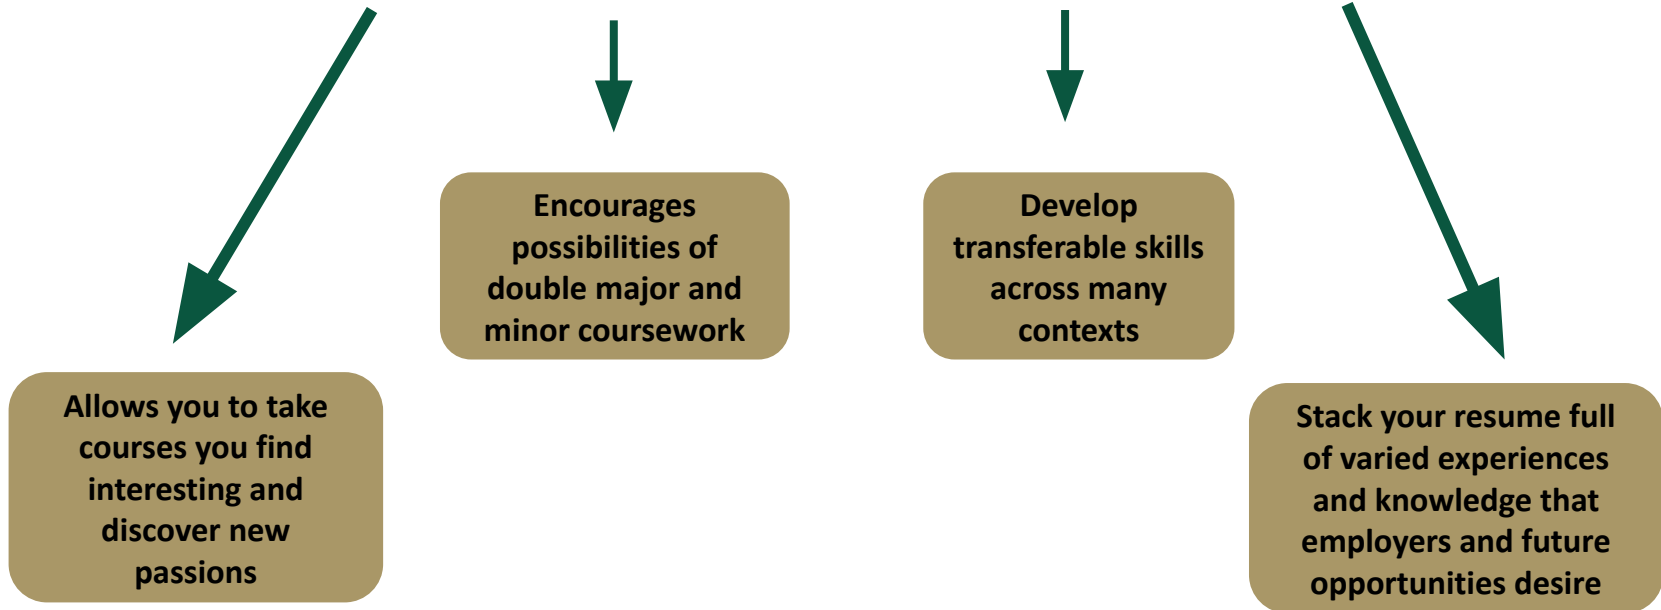 Allows you to take
courses you find
interesting and
discover new
passions
Encourages
possibilities of
double major and
minor coursework
Develop
transferable skills
across many
contexts
Stack your resume full
of varied experiences
and knowledge that
employers and future
opportunities desire